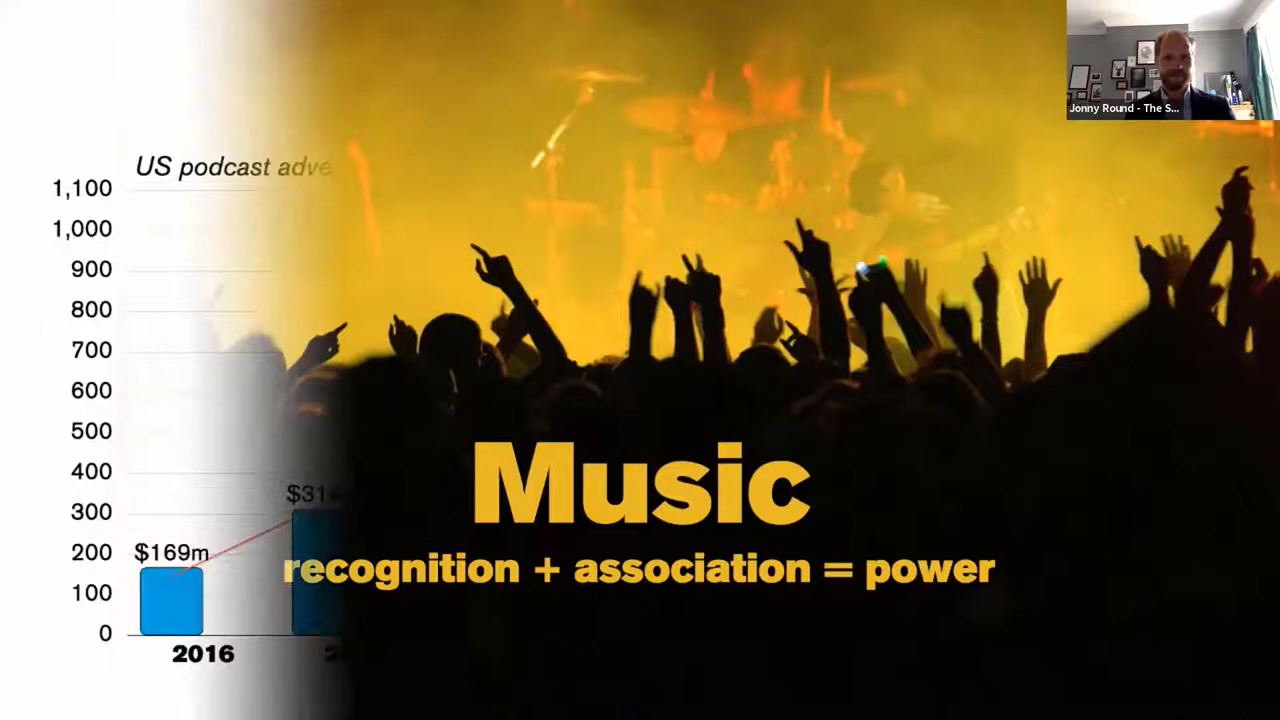 Jonny Round - The S...
US podcast adve
1,100
1,000
900
800
700
600
500
400
300
200
100
0
$31
$169m
2016
Music
recognition + association = power